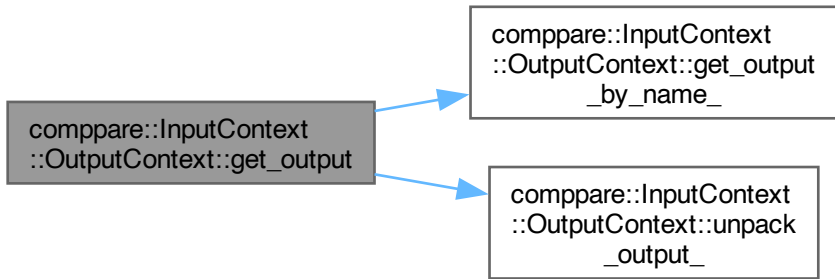 comppare::InputContext
::OutputContext::get_output
comppare::InputContext
::OutputContext::get_output
_by_name_
comppare::InputContext
::OutputContext::unpack
_output_